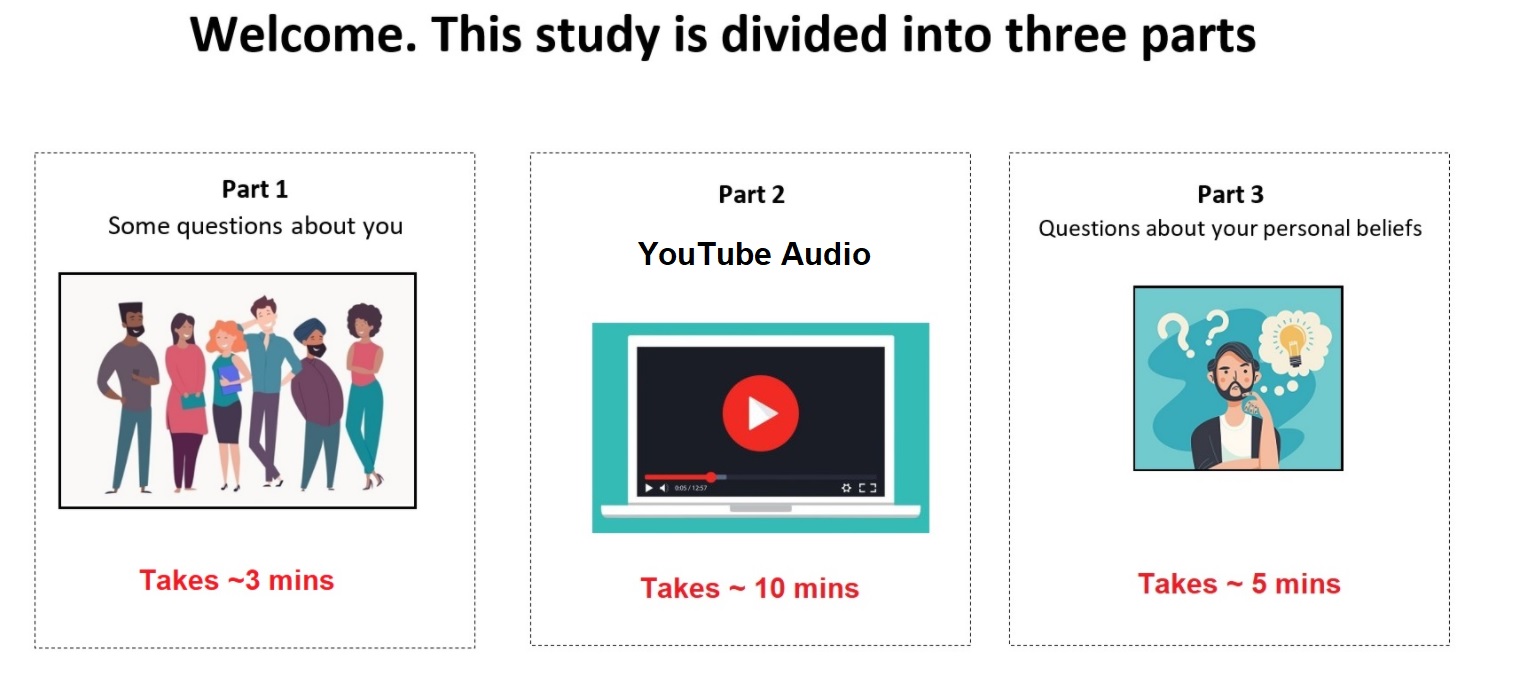 Welcome. This study is divided into three parts
Part 1
Some questions about you
Takes ~3 mins
Part 2
YouTube Audio
0:05 / 12:57
Takes ~ 10 mins
Part 3
Questions about your personal beliefs
Takes ~ 5 mins